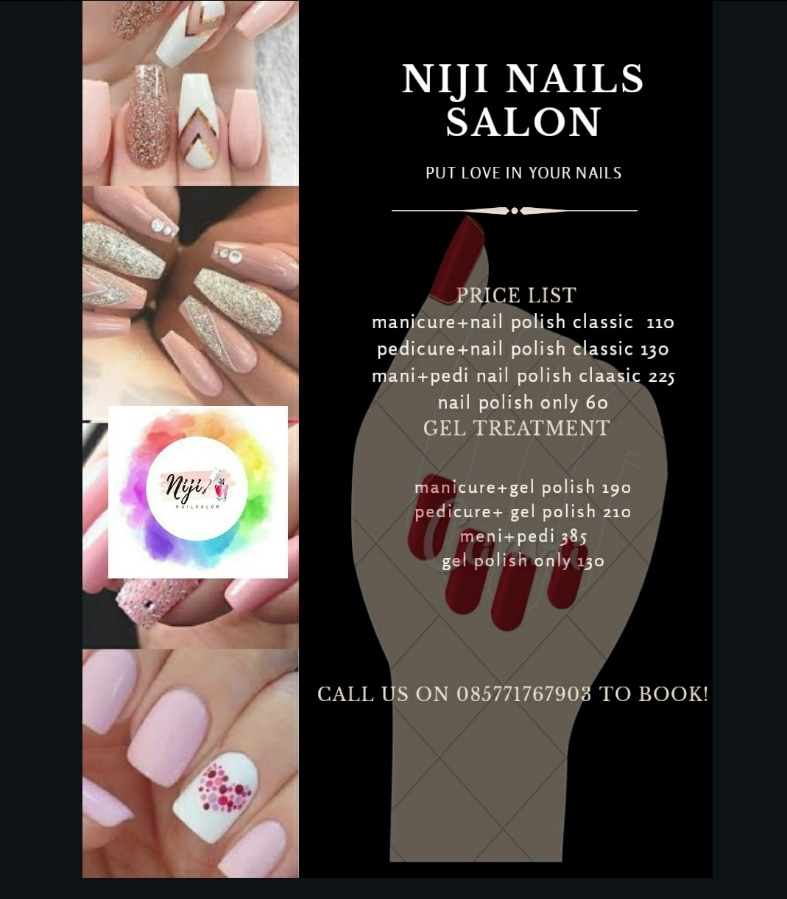 NIJI NAILS
SALON
PUT LOVE IN YOUR NAILS
PRICE LIST
manicure+nail polish classic 110
pedicure+nail polish classic 130
mani+pedi nail polish claasic 225
nail polish only 60
GEL TREATMENT
manicure+gel polish 190
pedicure+ gel polish 210
meni+pedi 385
gel polish only 130
CALL US ON 085771767903 TO BOOK!
Niji
NAILSALON